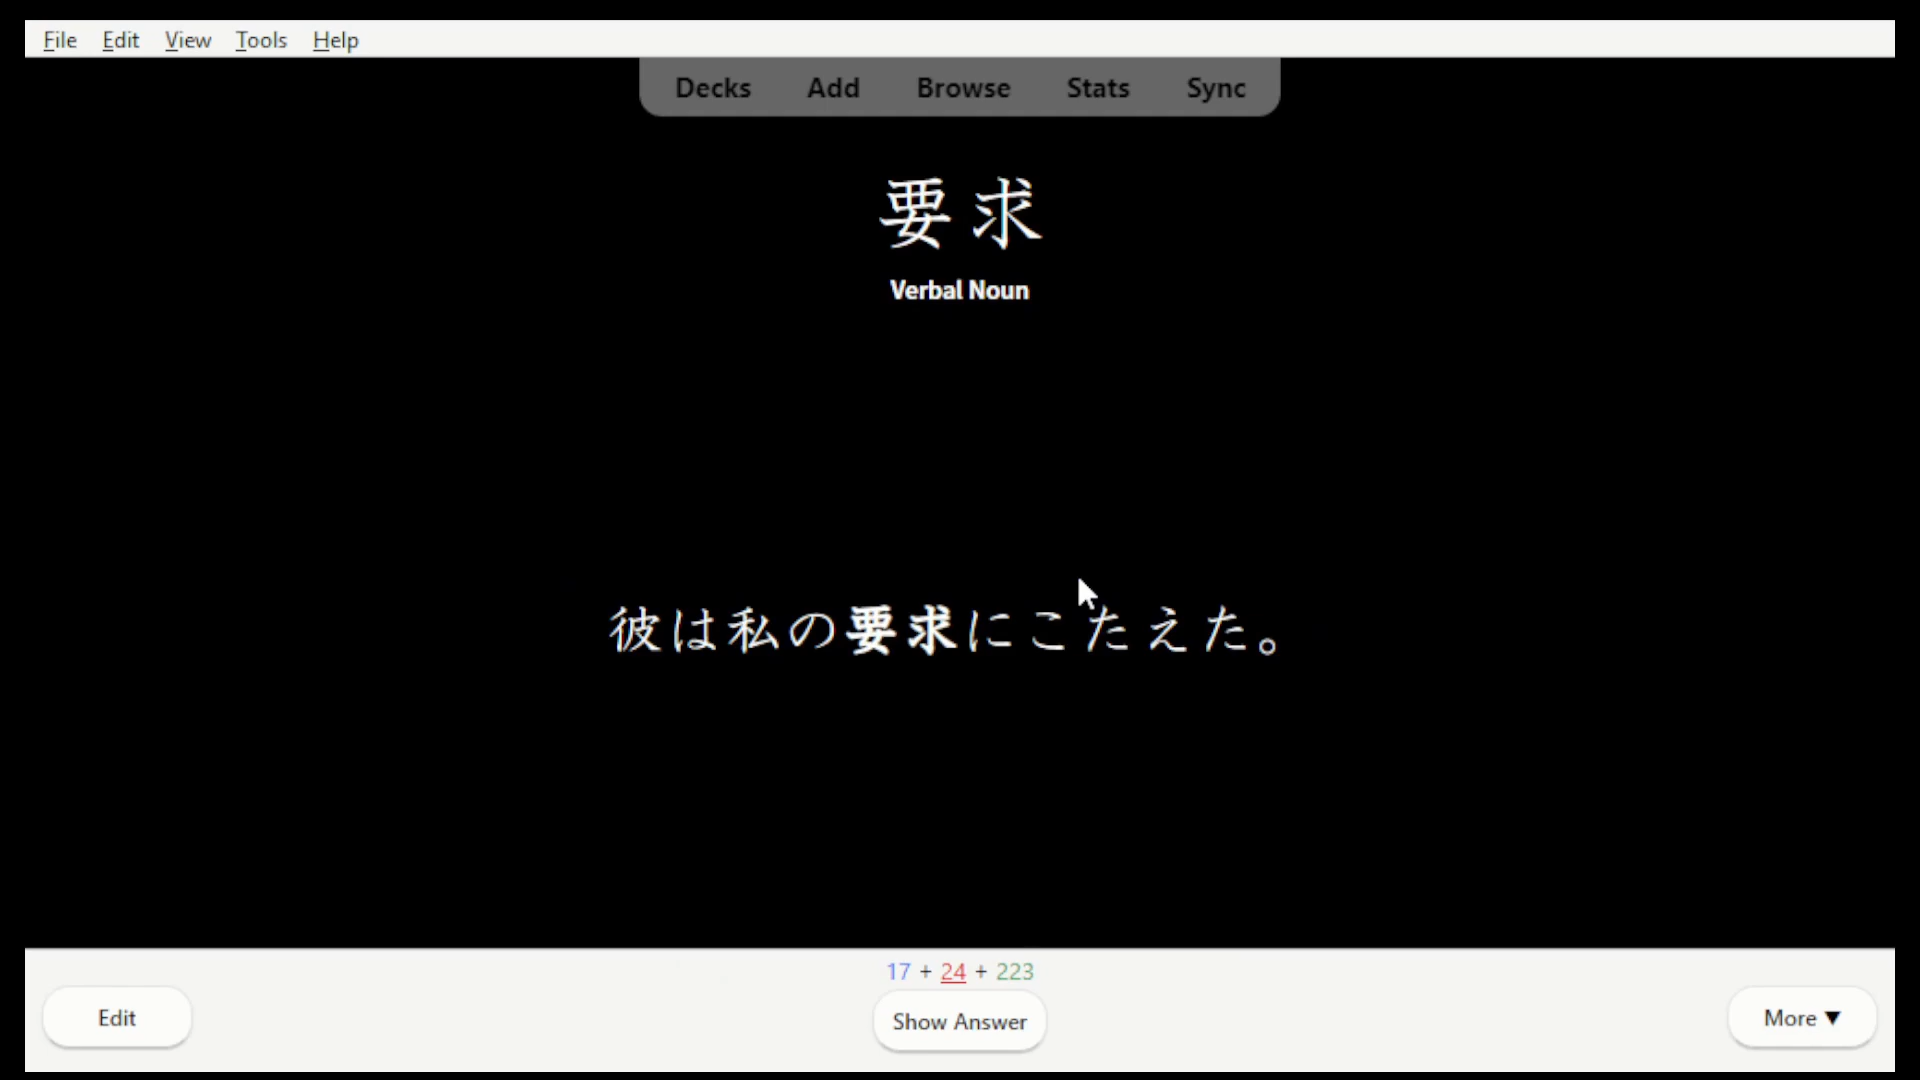 File Edit View Tools Help
Decks Add Browse Stats Sync
要求
Verbal Noun
彼は私の要求にこたえた。
17 + 24 + 223
Edit Show Answer More ▼